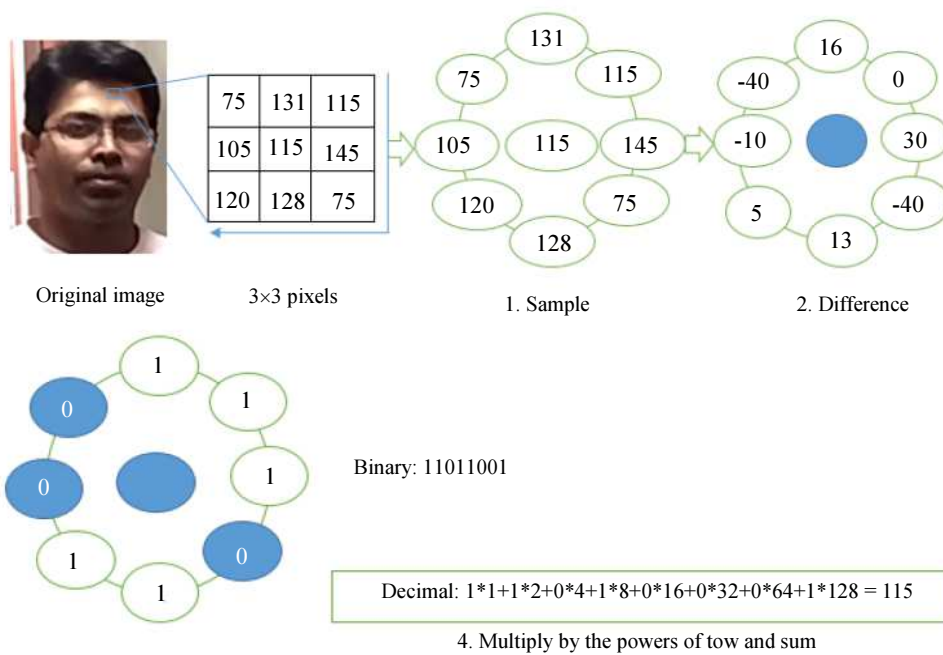 75 131 115
105 115 145
120 128 75
131
75 115
105 115 145
120 75
128
16
-40 0
-10 30
5 -40
13
Original image
3×3 pixels
1. Sample
2. Difference
1
0 1
0 1
1 0
1
Binary: 11011001
Decimal: 1*1+1*2+0*4+1*8+0*16+0*32+0*64+1*128 = 115
4. Multiply by the powers of tow and sum